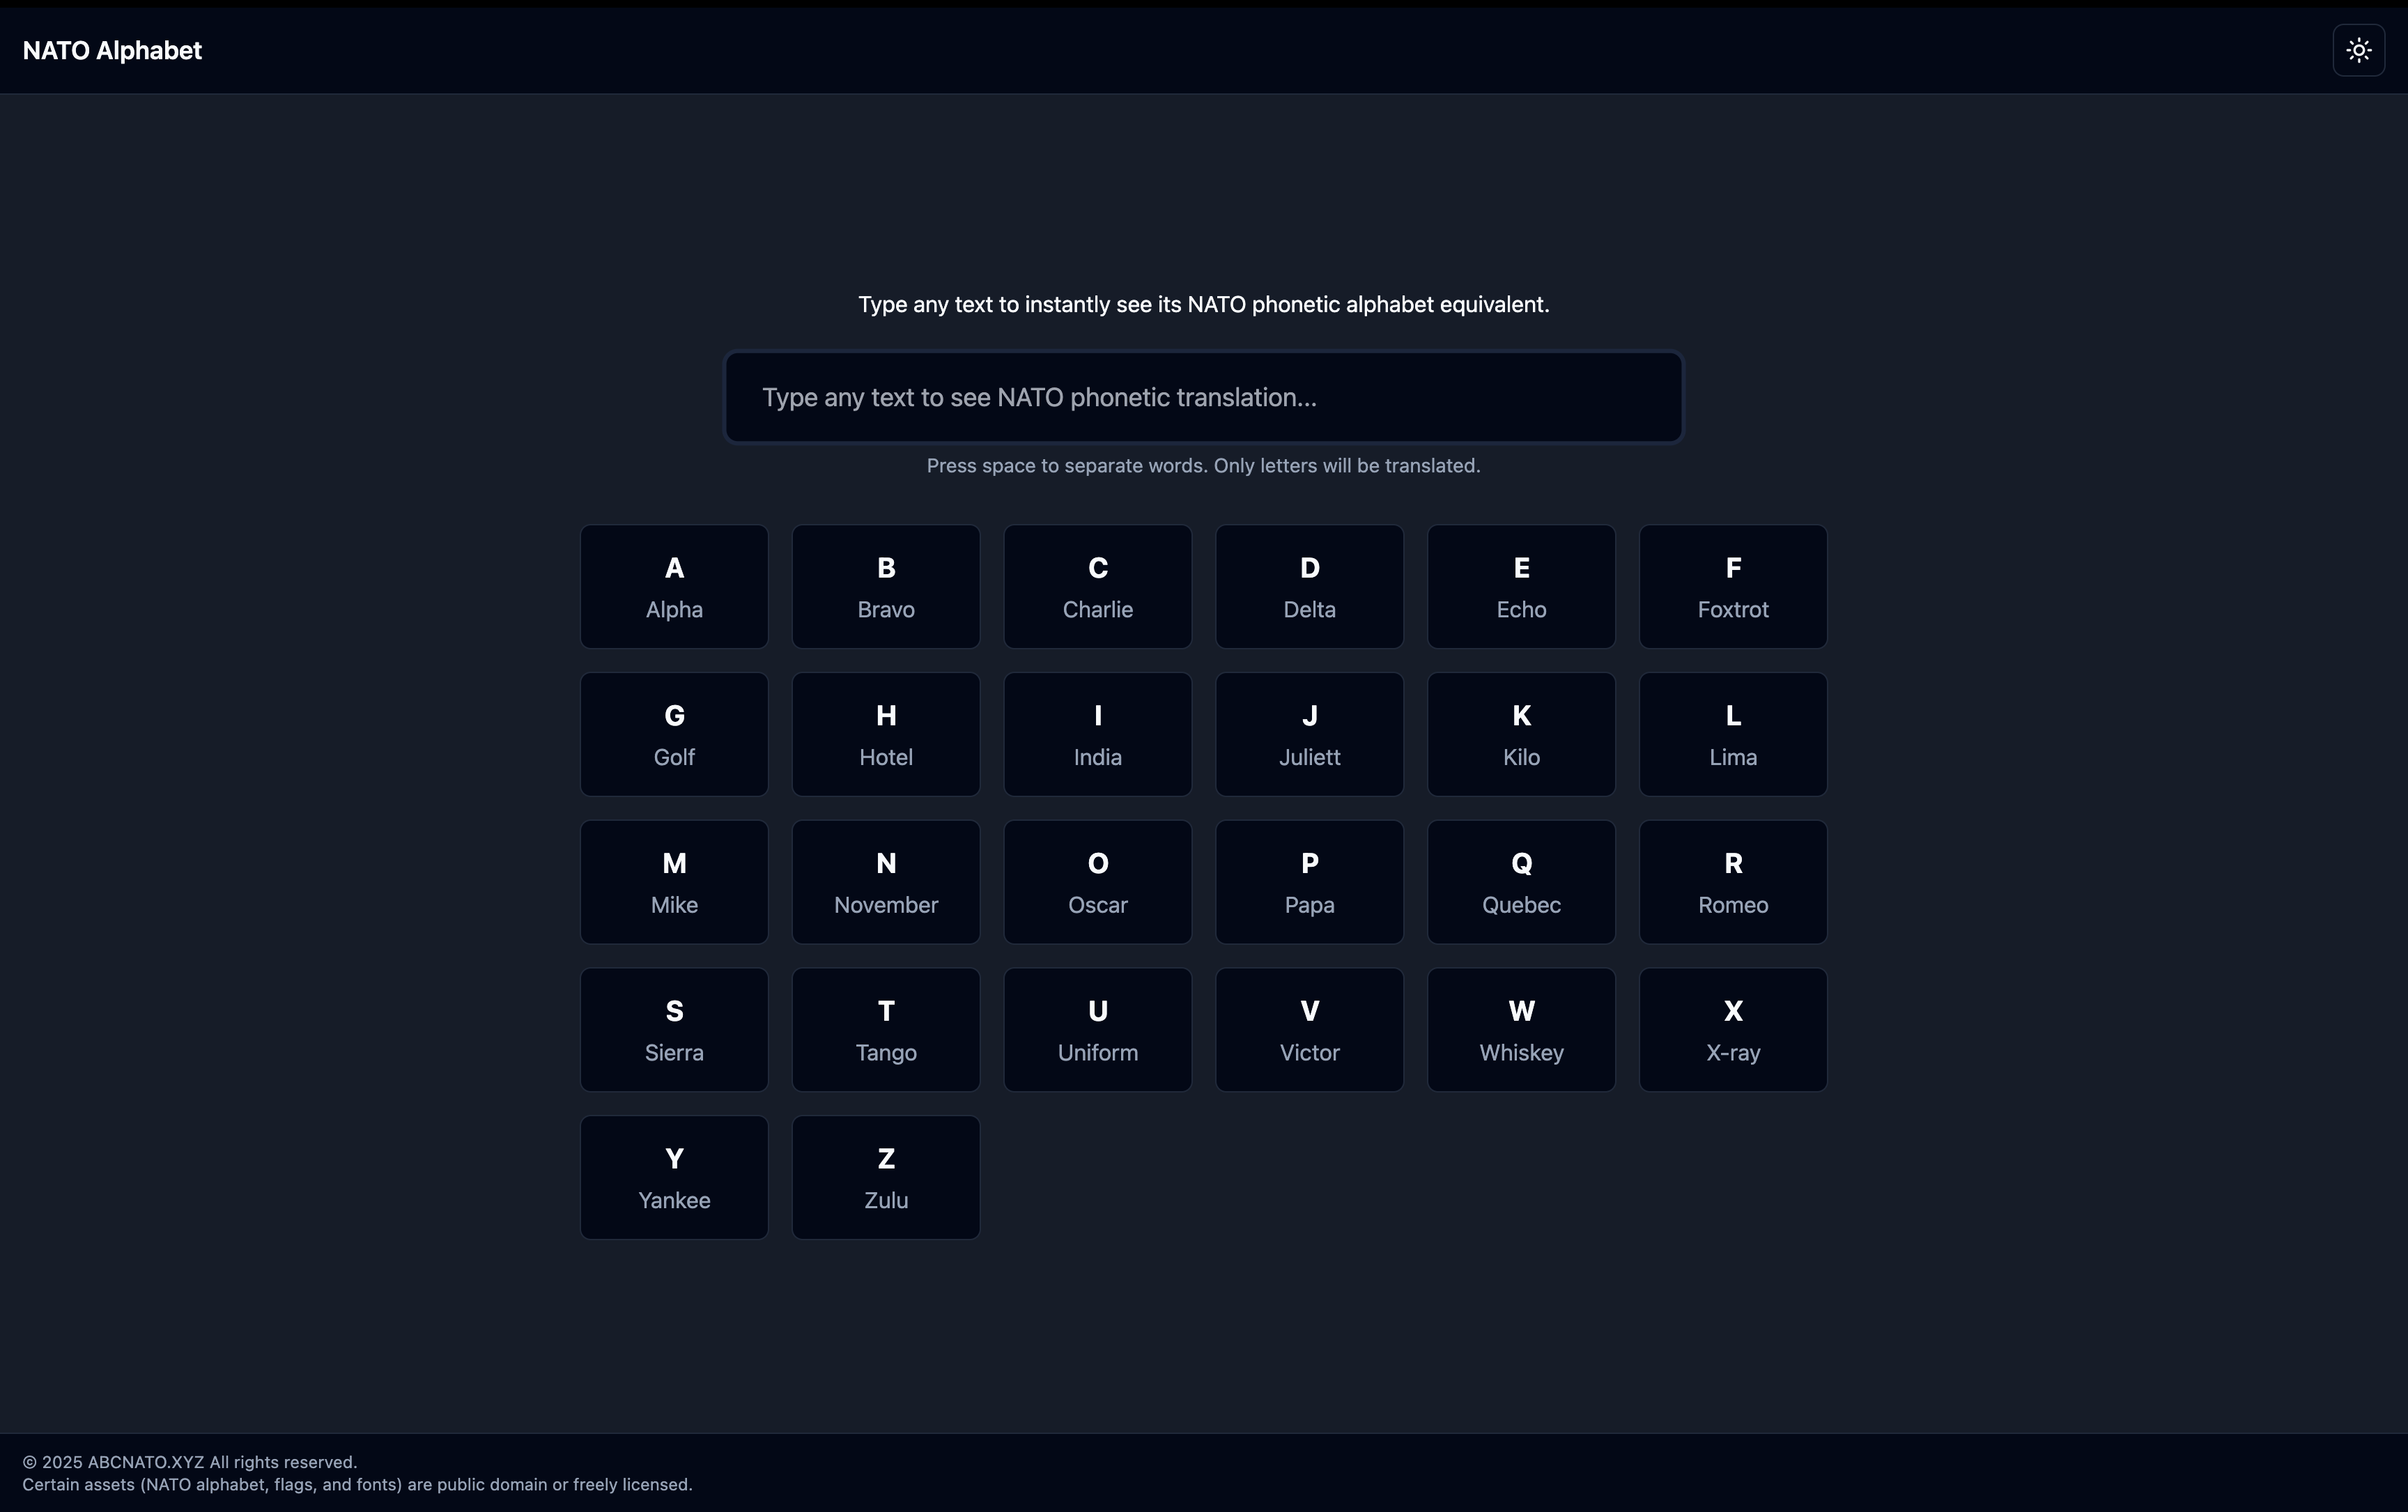 NATO Alphabet
Type any text to instantly see its NATO phonetic alphabet equivalent.
Type any text to see NATO phonetic translation...
Press space to separate words. Only letters will be translated.
A
Alpha
B
Bravo
C
Charlie
D
Delta
E
Echo
F
Foxtrot
G
Golf
H
Hotel
I
India
J
Juliett
K
Kilo
L
Lima
M
Mike
N
November
O
Oscar
P
Papa
Q
Quebec
R
Romeo
S
Sierra
T
Tango
U
Uniform
V
Victor
W
Whiskey
X
X-ray
Y
Yankee
Z
Zulu
© 2025 ABCNATO.XYZ All rights reserved.
Certain assets (NATO alphabet, flags, and fonts) are public domain or freely licensed.